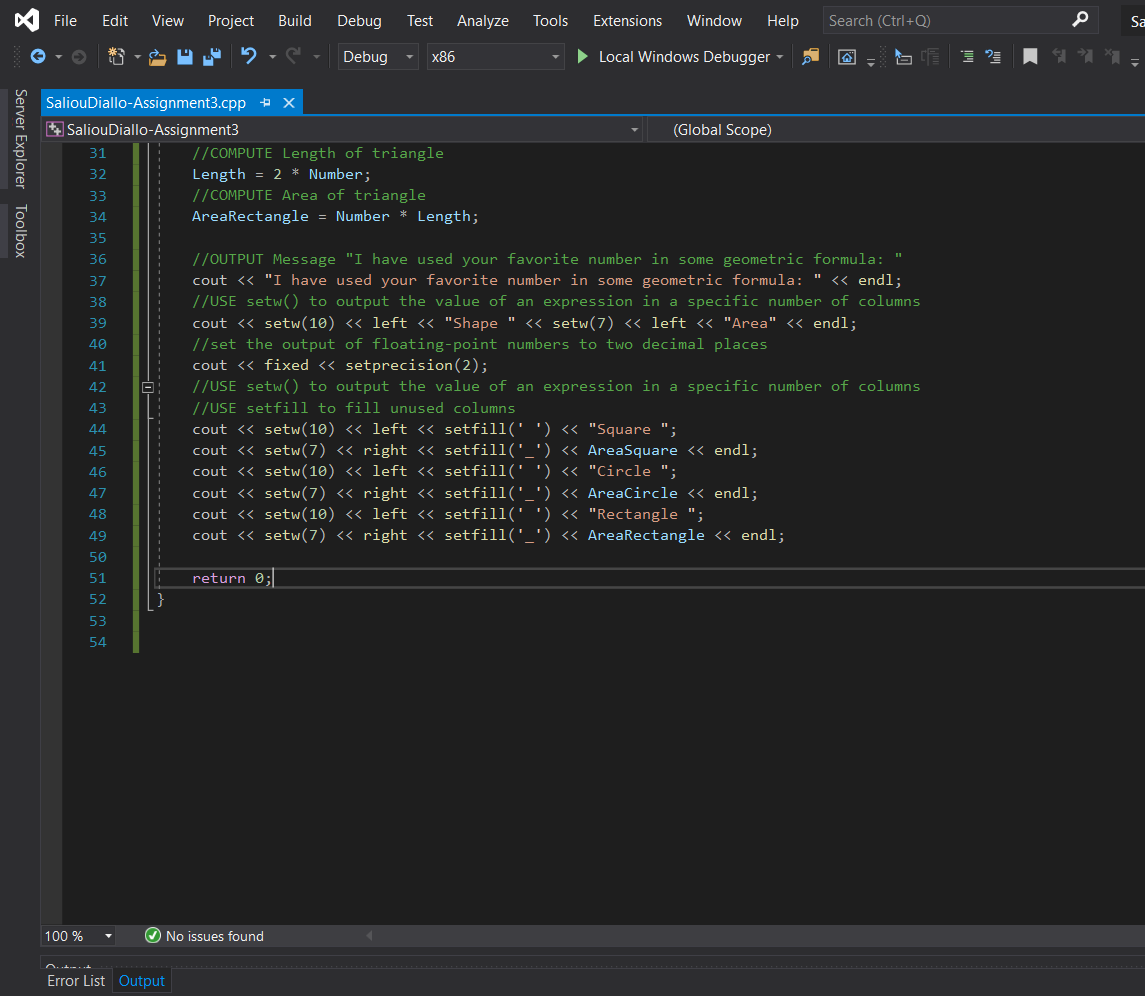 File Edit View Project Build Debug Test Analyze Tools Extensions Window Help Search (Ctrl+Q) Sa
Debug x86 Local Windows Debugger
Server Explorer
Toolbox
SaliouDiallo-Assignment3.cpp
SaliouDiallo-Assignment3 (Global Scope)
31 //COMPUTE Length of triangle
32 Length = 2 * Number;
33 //COMPUTE Area of triangle
34 AreaRectangle = Number * Length;
35
36 //OUTPUT Message "I have used your favorite number in some geometric formula: "
37 cout << "I have used your favorite number in some geometric formula: " << endl;
38 //USE setw() to output the value of an expression in a specific number of columns
39 cout << setw(10) << left << "Shape " << setw(7) << left << "Area" << endl;
40 //set the output of floating-point numbers to two decimal places
41 cout << fixed << setprecision(2);
42 //USE setw() to output the value of an expression in a specific number of columns
43 //USE setfill to fill unused columns
44 cout << setw(10) << left << setfill(' ') << "Square ";
45 cout << setw(7) << right << setfill('_') << AreaSquare << endl;
46 cout << setw(10) << left << setfill(' ') << "Circle ";
47 cout << setw(7) << right << setfill('_') << AreaCircle << endl;
48 cout << setw(10) << left << setfill(' ') << "Rectangle ";
49 cout << setw(7) << right << setfill('_') << AreaRectangle << endl;
50
51 return 0;
52 }
53
54
100 % No issues found
Output
Error List Output